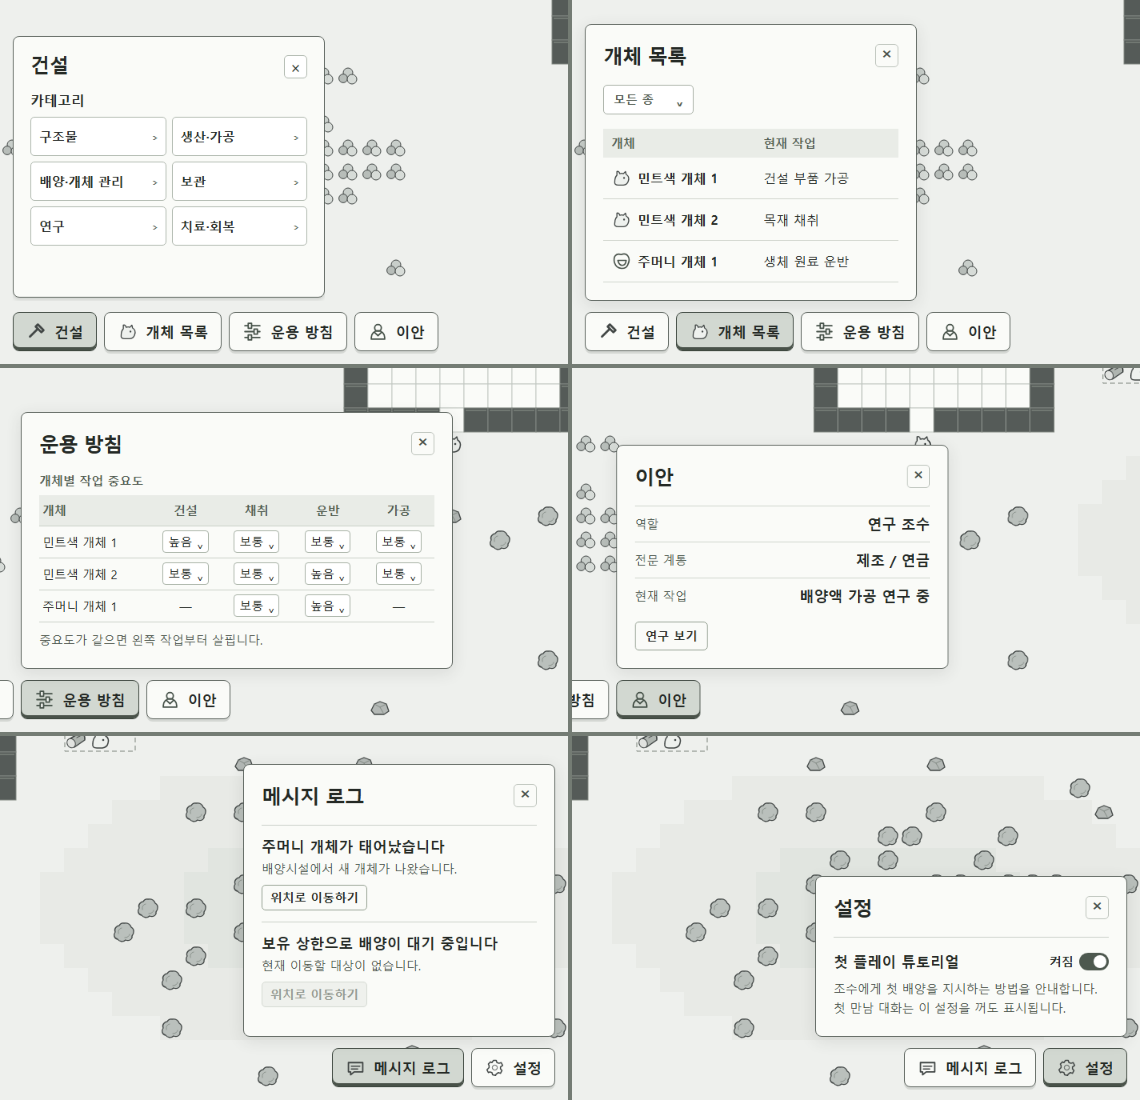 건설
카테고리
구조물 생산·가공
배양·개체 관리 보관
연구 치료·회복
건설 개체 목록 운용 방침 이안
개체 목록
모든 종
개체 현재 작업
민트색 개체 1 건설 부품 가공
민트색 개체 2 목재 채취
주머니 개체 1 생체 원료 운반
건설 개체 목록 운용 방침 이안
운용 방침
개체별 작업 중요도
개체 건설 채취 운반 가공
민트색 개체 1 높음 보통 보통 보통
민트색 개체 2 보통 보통 높음 보통
주머니 개체 1 — 보통 높음 —
중요도가 같으면 왼쪽 작업부터 살핍니다.
운용 방침 이안
이안
역할 연구 조수
전문 계통 제조 / 연금
현재 작업 배양액 가공 연구 중
연구 보기
방침 이안
메시지 로그
주머니 개체가 태어났습니다
배양시설에서 새 개체가 나왔습니다.
위치로 이동하기
보유 상한으로 배양이 대기 중입니다
현재 이동할 대상이 없습니다.
위치로 이동하기
메시지 로그 설정
설정
첫 플레이 튜토리얼 켜짐
조수에게 첫 배양을 지시하는 방법을 안내합니다.
첫 만남 대화는 이 설정을 꺼도 표시됩니다.
메시지 로그 설정